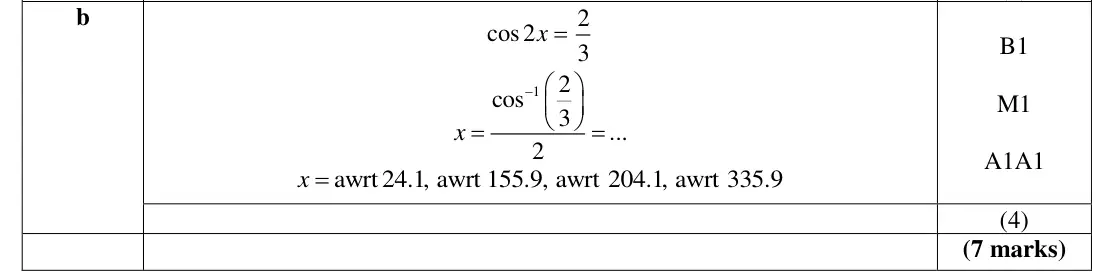 b
cos 2x = 2/3
B1
x = cos⁻¹(2/3)/2 = ...
M1
x = awrt 24.1, awrt 155.9, awrt 204.1, awrt 335.9
A1A1
(4)
(7 marks)